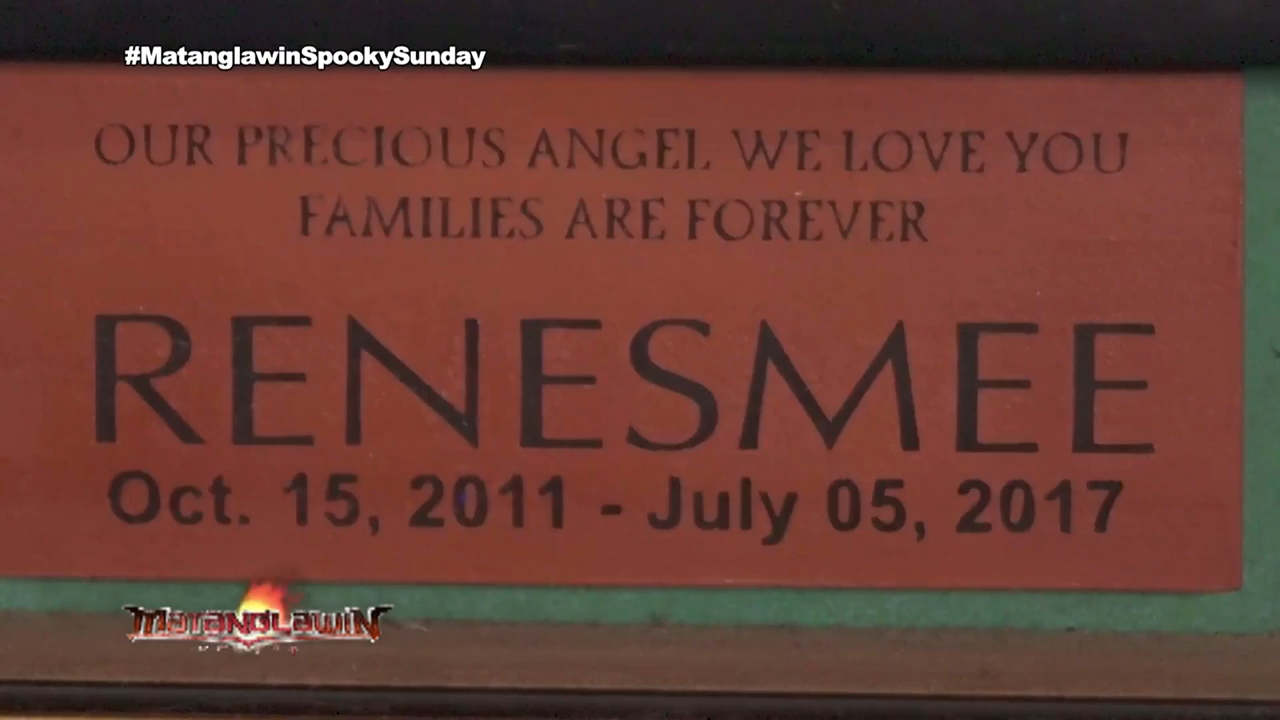 #MatanglawinSpookySunday
OUR PRECIOUS ANGEL WE LOVE YOU
FAMILIES ARE FOREVER
RENESMEE
Oct. 15, 2011 - July 05, 2017
MATANGLAWIN